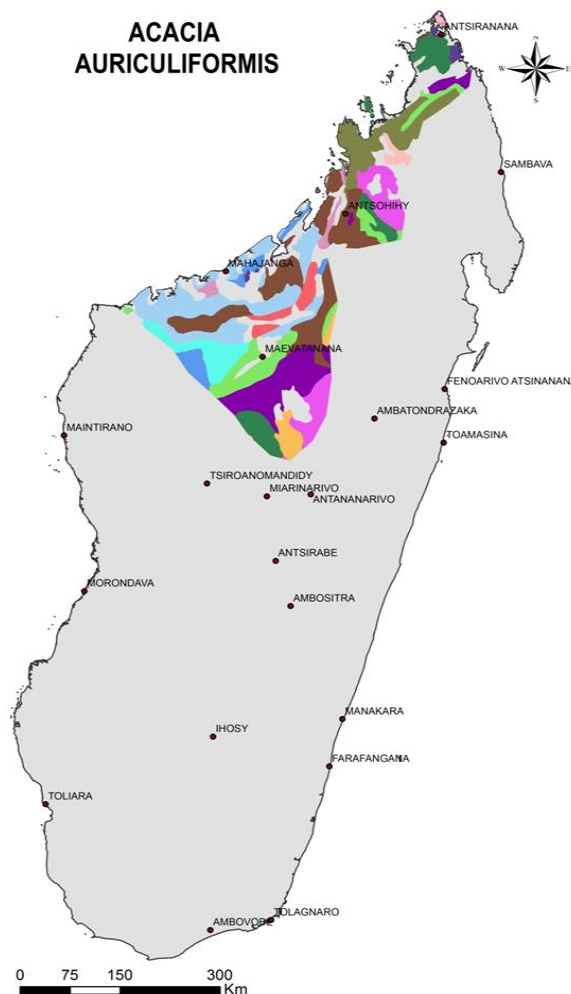 ACACIA
AURICULIFORMIS
ANTSIRANANA
N
W
E
S
SAMBAVA
ANTSOHIHY
MAHAJANGA
MAEVATANANA
FENOARIVO ATSINANANA
AMBATONDRAZAKA
MAINTIRANO
TOAMASINA
TSIROANOMANDIDY
MIARINARIVO
ANTANANARIVO
ANTSIRABE
MORONDAVA
AMBOSITRA
MANAKARA
IHOSY
FARAFANGANA
TOLIARA
TOLAGNARO
AMBOVOBE
0 75 150 300
Km